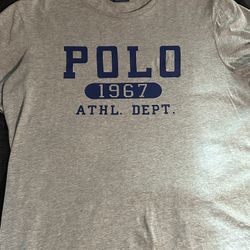 POLO
1967
ATHL. DEPT.